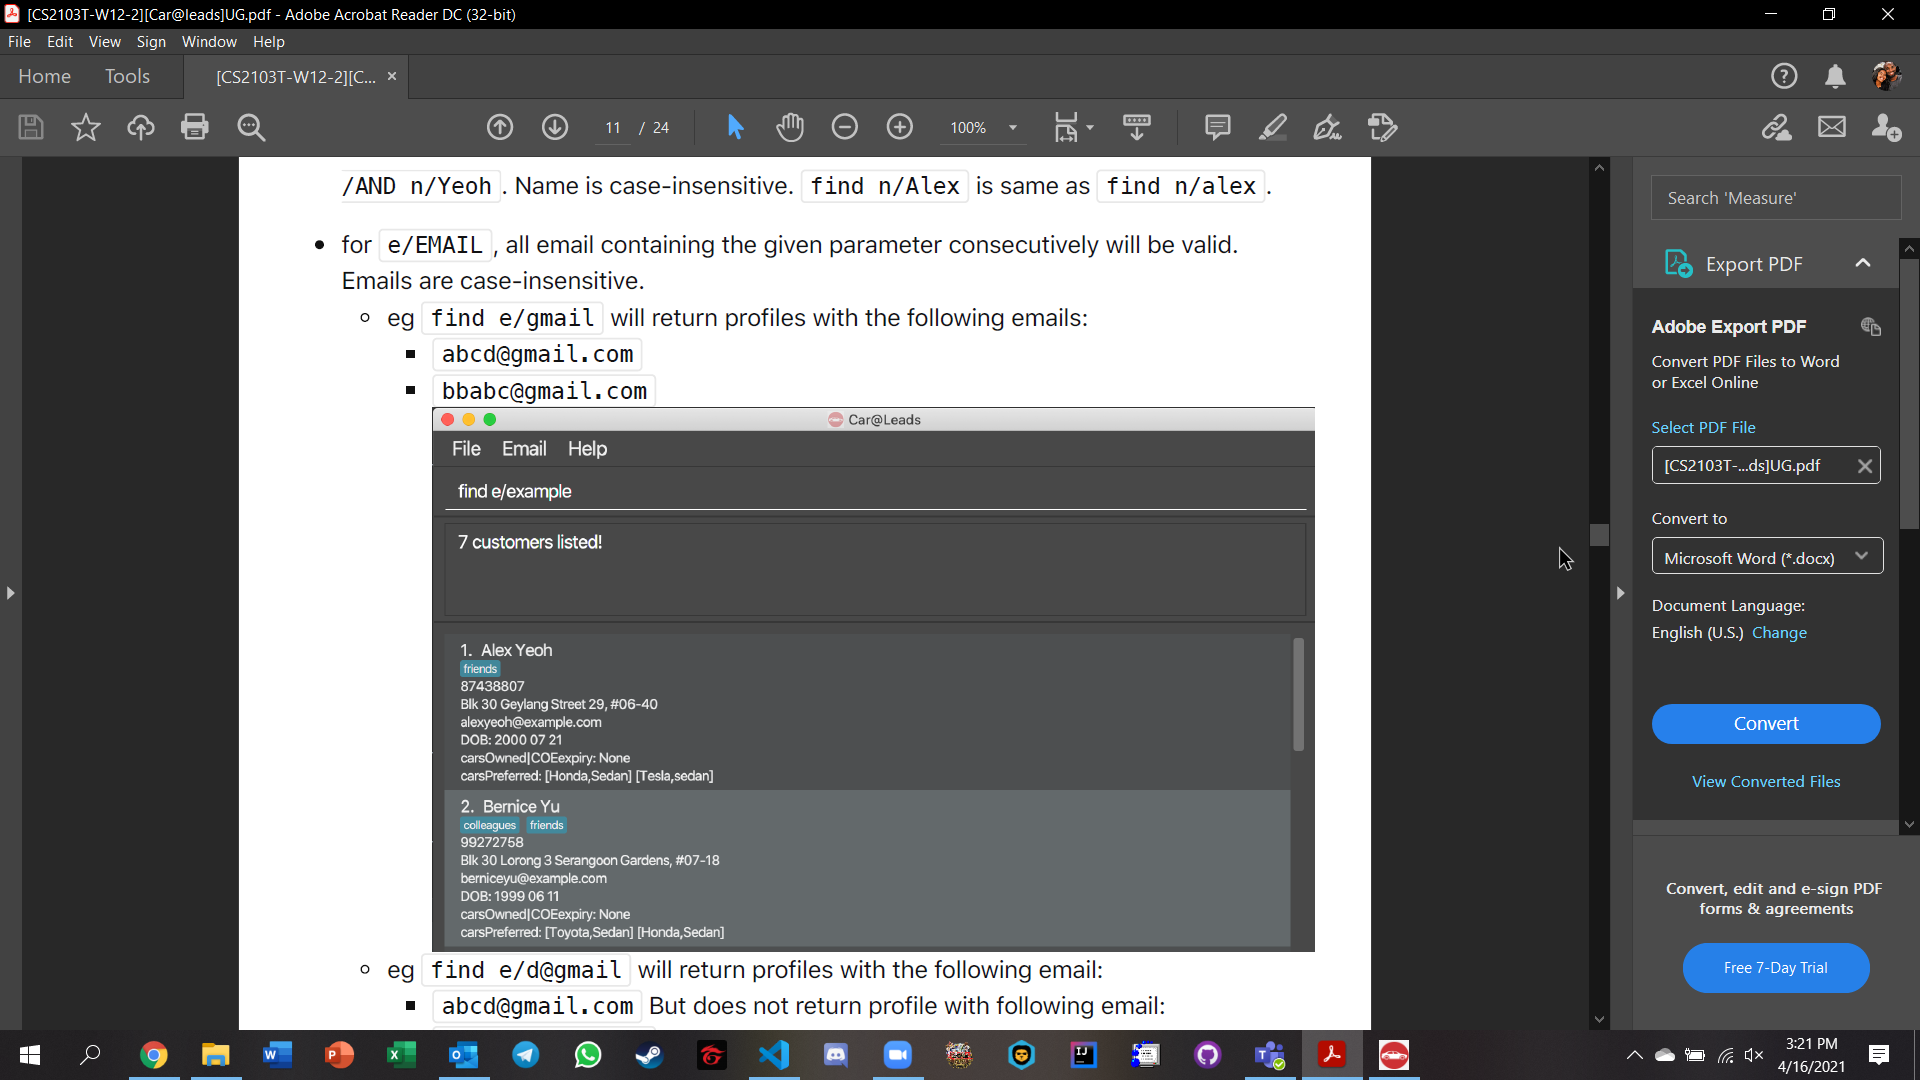 [CS2103T-W12-2][Car@leads]UG.pdf - Adobe Acrobat Reader DC (32-bit)
File Edit View Sign Window Help
Home Tools [CS2103T-W12-2][C...
11 / 24 100%
/AND n/Yeoh . Name is case-insensitive. find n/Alex is same as find n/alex .
for e/EMAIL , all email containing the given parameter consecutively will be valid.
Emails are case-insensitive.
eg find e/gmail will return profiles with the following emails:
abcd@gmail.com
bbabc@gmail.com
Car@Leads
File Email Help
find e/example
7 customers listed!
1. Alex Yeoh
friends
87438807
Blk 30 Geylang Street 29, #06-40
alexyeoh@example.com
DOB: 2000 07 21
carsOwned|COEexpiry: None
carsPreferred: [Honda,Sedan] [Tesla,sedan]
2. Bernice Yu
colleagues friends
99272758
Blk 30 Lorong 3 Serangoon Gardens, #07-18
berniceyu@example.com
DOB: 1999 06 11
carsOwned|COEexpiry: None
carsPreferred: [Toyota,Sedan] [Honda,Sedan]
eg find e/d@gmail will return profiles with the following email:
abcd@gmail.com But does not return profile with following email:
Search 'Measure'
Export PDF
Adobe Export PDF
Convert PDF Files to Word
or Excel Online
Select PDF File
[CS2103T-...ds]UG.pdf
Convert to
Microsoft Word (*.docx)
Document Language:
English (U.S.) Change
Convert
View Converted Files
Convert, edit and e-sign PDF
forms & agreements
Free 7-Day Trial
3:21 PM
4/16/2021